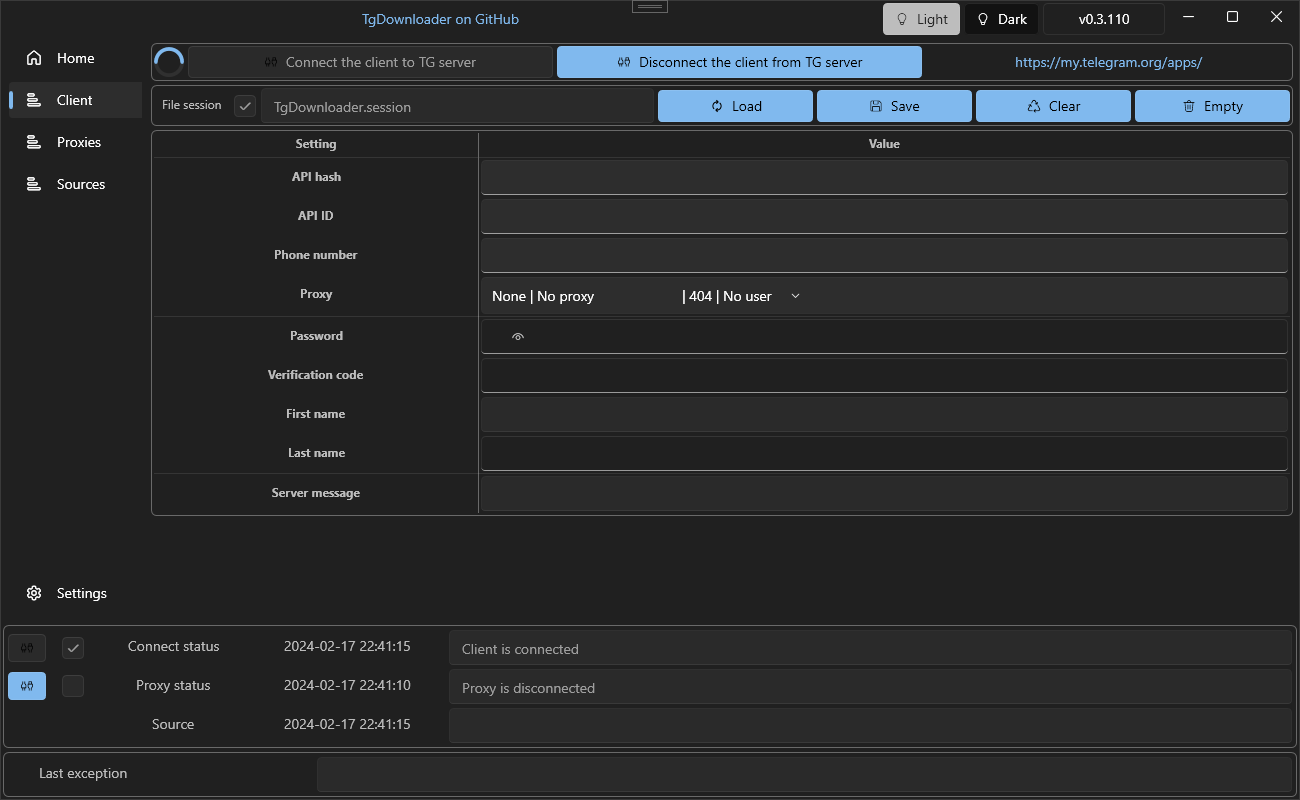 TgDownloader on GitHub
Light
Dark
v0.3.110
Home
Client
Proxies
Sources
Settings
Connect the client to TG server
Disconnect the client from TG server
https://my.telegram.org/apps/
File session
TgDownloader.session
Load
Save
Clear
Empty
Setting
Value
API hash
API ID
Phone number
Proxy
None | No proxy | 404 | No user
Password
Verification code
First name
Last name
Server message
Connect status 2024-02-17 22:41:15 Client is connected
Proxy status 2024-02-17 22:41:10 Proxy is disconnected
Source 2024-02-17 22:41:15
Last exception